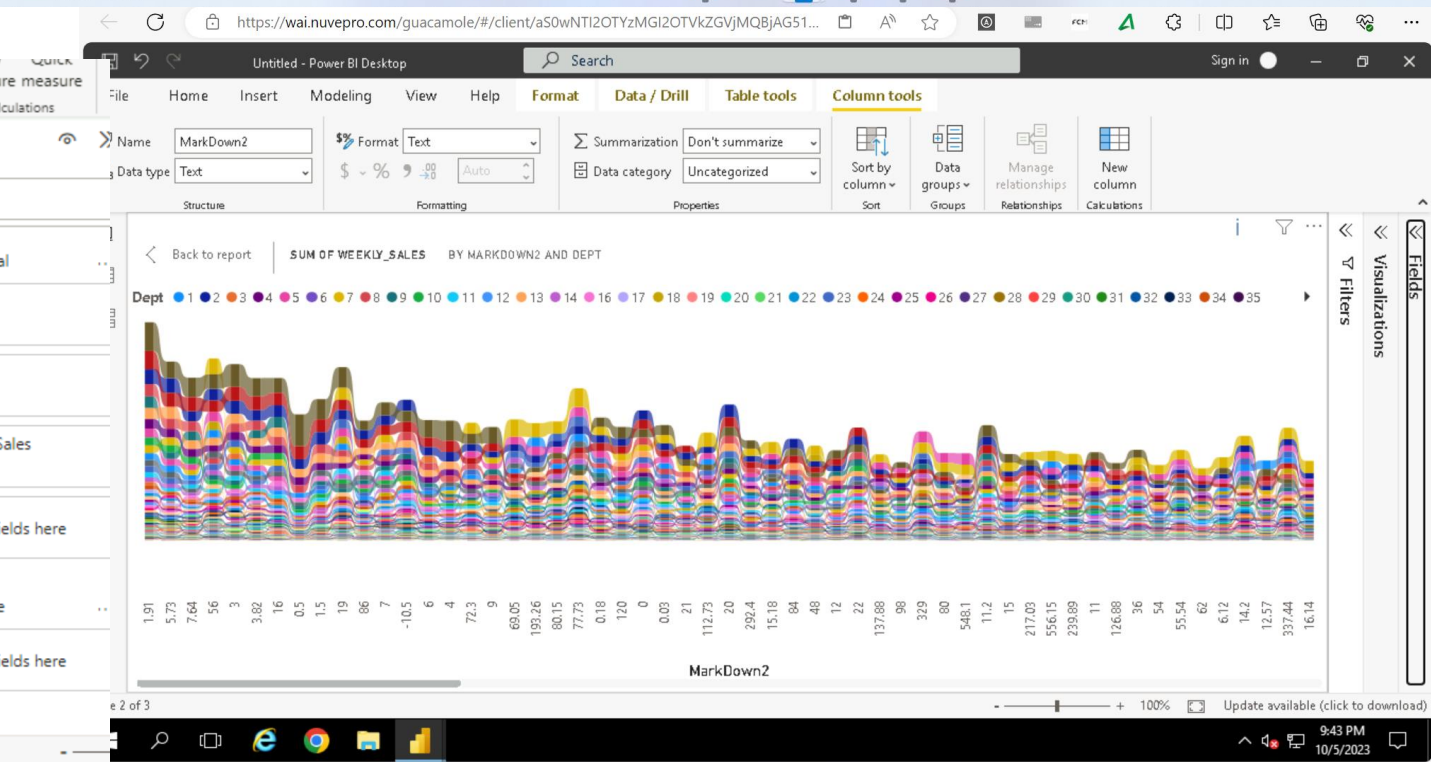 https://wai.nuvepro.com/guacamole/#/client/aS0wNTI2OTYzMGI2OTVkZGVjMQBjAG51...
Untitled - Power BI Desktop
Search
Sign in
re measure
lculations
File Home Insert Modeling View Help Format Data / Drill Table tools Column tools
Name MarkDown2
Format Text
Summarization Don't summarize
Data type Text
$ % Auto
Data category Uncategorized
Sort by column
Data groups
Manage relationships
New column
Structure Formatting Properties Sort Groups Relationships Calculations
Back to report
SUM OF WEEKLY_SALES BY MARKDOWN2 AND DEPT
Dept 1 2 3 4 5 6 7 8 9 10 11 12 13 14 16 17 18 19 20 21 22 23 24 25 26 27 28 29 30 31 32 33 34 35
Filters
Visualizations
Fields
al
Sales
ields here
e
ields here
1.91 5.73 7.64 56 3 3.82 16 0.5 1.5 19 86 7 -10.5 6 4 72.3 9 69.05 193.26 80.15 77.73 0.18 120 0 0.03 21 112.73 20 292.4 15.18 84 48 12 22 137.88 98 329 80 548.1 11.2 15 217.03 556.15 239.89 11 126.88 36 54 55.54 62 6.12 14.2 12.57 337.44 16.14
MarkDown2
e 2 of 3
- + 100%
Update available (click to download)
9:43 PM
10/5/2023